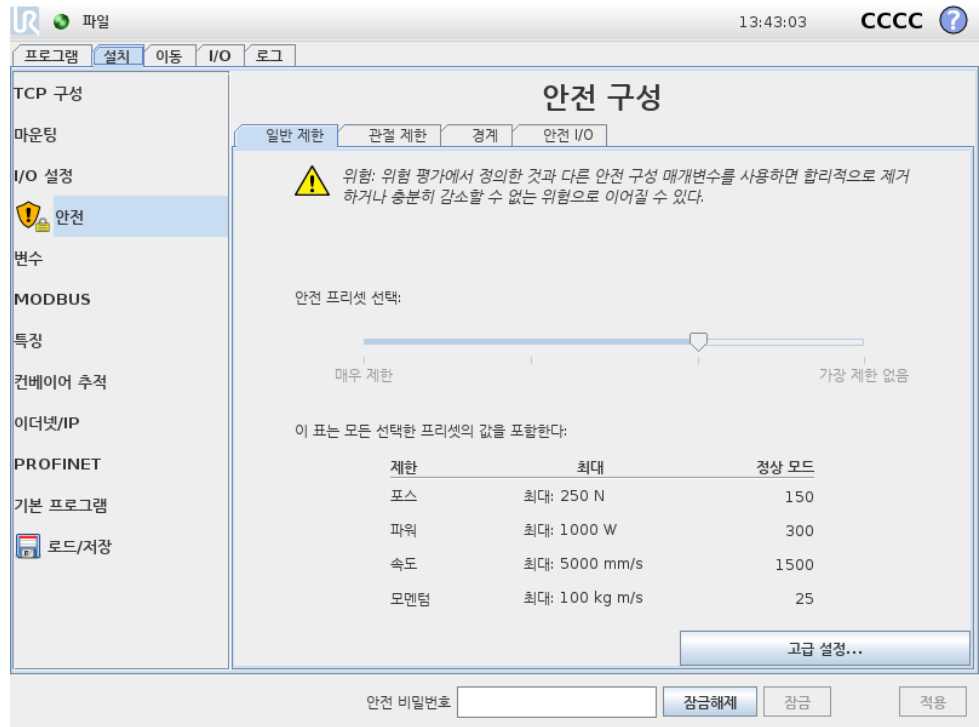 UR 파일 13:43:03 CCCC ?
프로그램 설치 이동 I/O 로그
TCP 구성
마운팅
I/O 설정
안전
변수
MODBUS
특징
컨베이어 추적
이더넷/IP
PROFINET
기본 프로그램
로드/저장
안전 구성
일반 제한 관절 제한 경계 안전 I/O
위험: 위험 평가에서 정의한 것과 다른 안전 구성 매개변수를 사용하면 합리적으로 제거
하거나 충분히 감소할 수 없는 위험으로 이어질 수 있다.
안전 프리셋 선택:
매우 제한 가장 제한 없음
이 표는 모든 선택한 프리셋의 값을 포함한다:
제한 최대 정상 모드
포스 최대: 250 N 150
파워 최대: 1000 W 300
속도 최대: 5000 mm/s 1500
모멘텀 최대: 100 kg m/s 25
고급 설정...
안전 비밀번호 잠금해제 잠금 적용